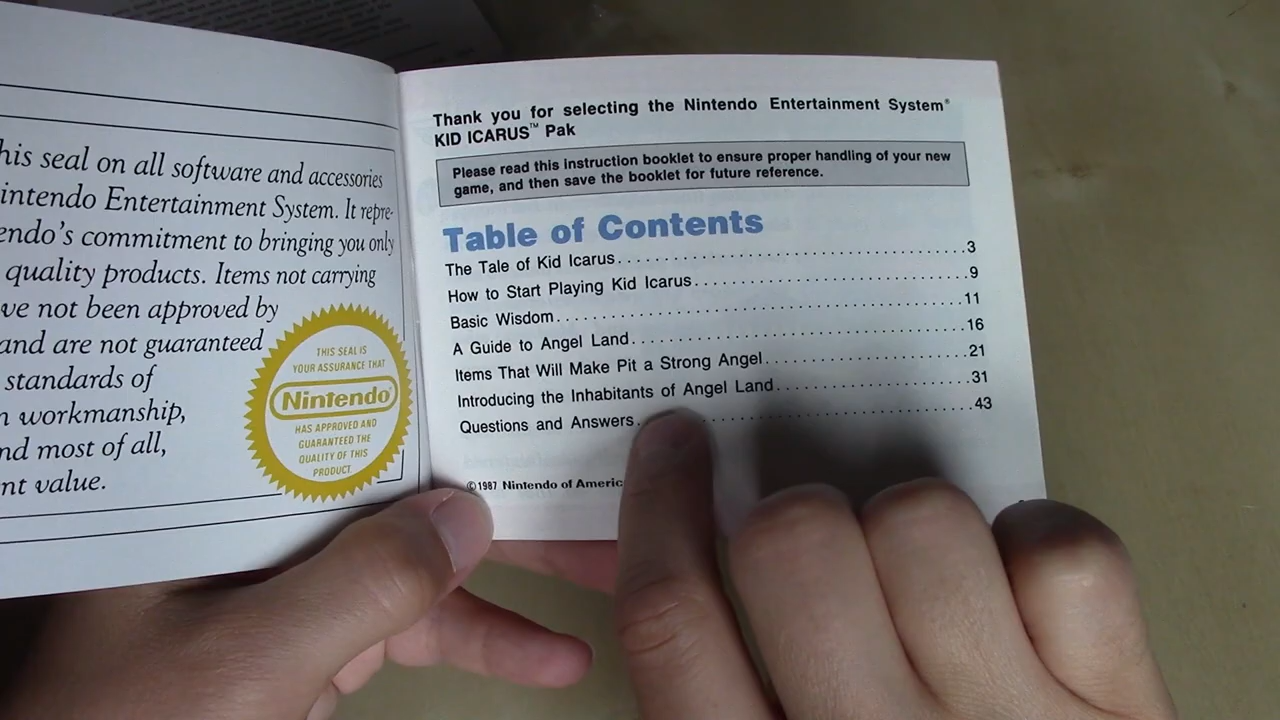 his seal on all software and accessories
intendo Entertainment System. It repre-
endo's commitment to bringing you only
quality products. Items not carrying
ve not been approved by
and are not guaranteed
standards of
n workmanship,
nd most of all,
nt value.
THIS SEAL IS
YOUR ASSURANCE THAT
Nintendo®
HAS APPROVED AND
GUARANTEED THE
QUALITY OF THIS
PRODUCT.
Thank you for selecting the Nintendo Entertainment System®
KID ICARUS™ Pak
Please read this instruction booklet to ensure proper handling of your new
game, and then save the booklet for future reference.
Table of Contents
The Tale of Kid Icarus 3
How to Start Playing Kid Icarus 9
Basic Wisdom 11
A Guide to Angel Land 16
Items That Will Make Pit a Strong Angel 21
Introducing the Inhabitants of Angel Land 31
Questions and Answers 43
©1987 Nintendo of Americ